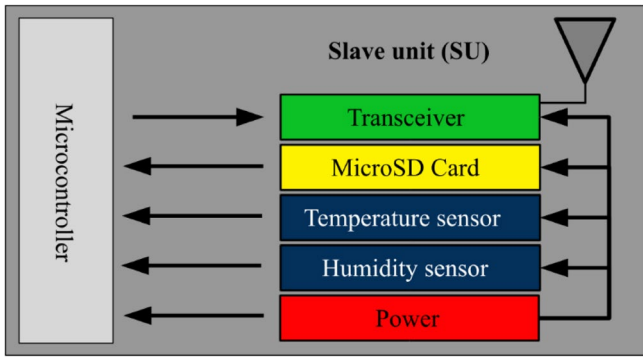 Slave unit (SU)
Microcontroller
Transceiver
MicroSD Card
Temperature sensor
Humidity sensor
Power